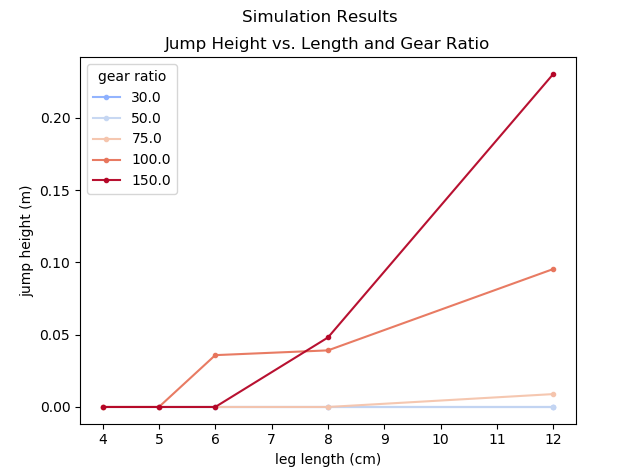 Simulation Results
Jump Height vs. Length and Gear Ratio
gear ratio
30.0
50.0
75.0
100.0
150.0
jump height (m)
0.20
0.15
0.10
0.05
0.00
4 5 6 7 8 9 10 11 12
leg length (cm)